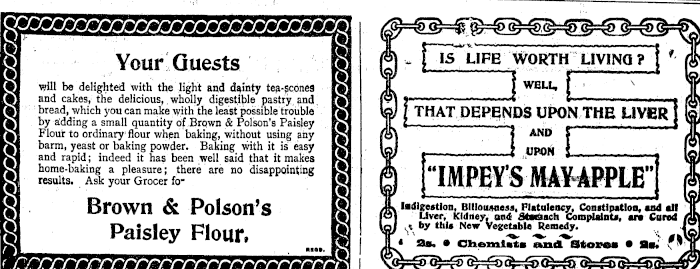 Your Guests
will be delighted with the light and dainty tea-scones
and cakes, the delicious, wholly digestible pastry and
bread, which you can make with the least possible trouble
by adding a small quantity of Brown & Polson's Paisley
Flour to ordinary flour when baking, without using any
barm, yeast or baking powder. Baking with it is easy
and rapid; indeed it has been well said that it makes
home-baking a pleasure; there are no disappointing
results. Ask your Grocer fo-
Brown & Polson's
Paisley Flour.
IS LIFE WORTH LIVING?
WELL,
THAT DEPENDS UPON THE LIVER
AND
UPON
"IMPEY'S MAY-APPLE"
Indigestion, Biliousness, Flatulency, Constipation, and all
Liver, Kidney, and Stomach Complaints, are Cured
by this New Vegetable Remedy.
2s. • Chemists and Stores • 2s.